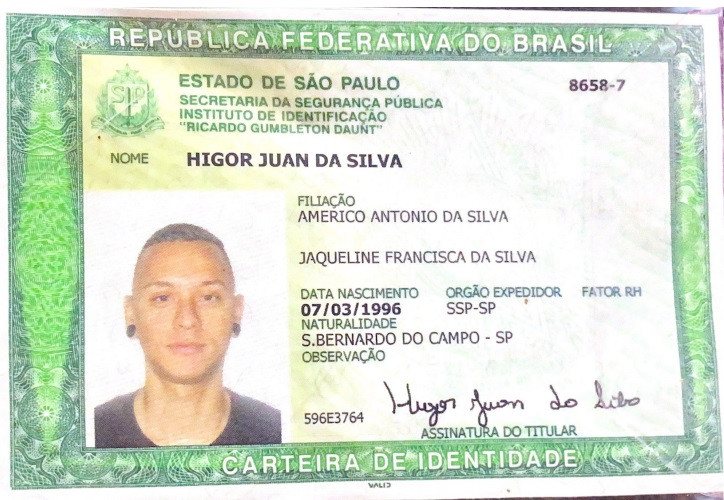 REPÚBLICA FEDERATIVA DO BRASIL
ESTADO DE SÃO PAULO
8658-7
SECRETARIA DA SEGURANÇA PÚBLICA
INSTITUTO DE IDENTIFICAÇÃO
"RICARDO GUMBLETON DAUNT"
NOME HIGOR JUAN DA SILVA
FILIAÇÃO
AMERICO ANTONIO DA SILVA
JAQUELINE FRANCISCA DA SILVA
DATA NASCIMENTO ORGÃO EXPEDIDOR FATOR RH
07/03/1996 SSP-SP
NATURALIDADE
S.BERNARDO DO CAMPO - SP
OBSERVAÇÃO
596E3764
Higor Juan da Silva
ASSINATURA DO TITULAR
CARTEIRA DE IDENTIDADE